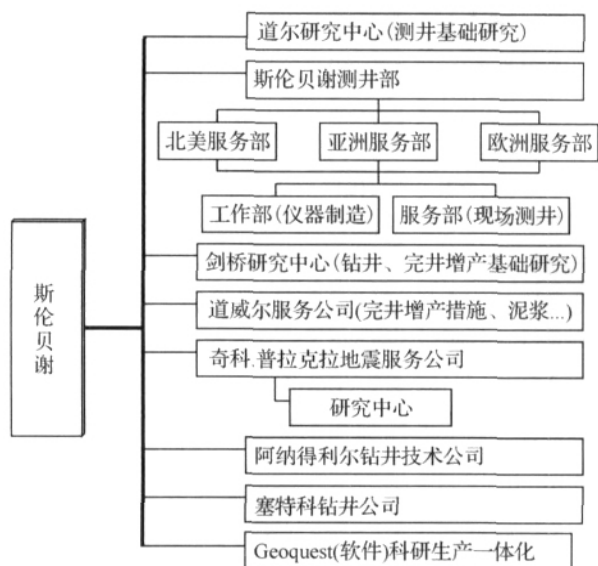 道尔研究中心(测井基础研究)
斯伦贝谢测井部
北美服务部
亚洲服务部
欧洲服务部
工作部(仪器制造)
服务部(现场测井)
斯伦贝谢
剑桥研究中心(钻井、完井增产基础研究)
道威尔服务公司(完井增产措施、泥浆...)
奇科.普拉克拉地震服务公司
研究中心
阿纳得利尔钻井技术公司
塞特科钻井公司
Geoquest(软件)科研生产一体化